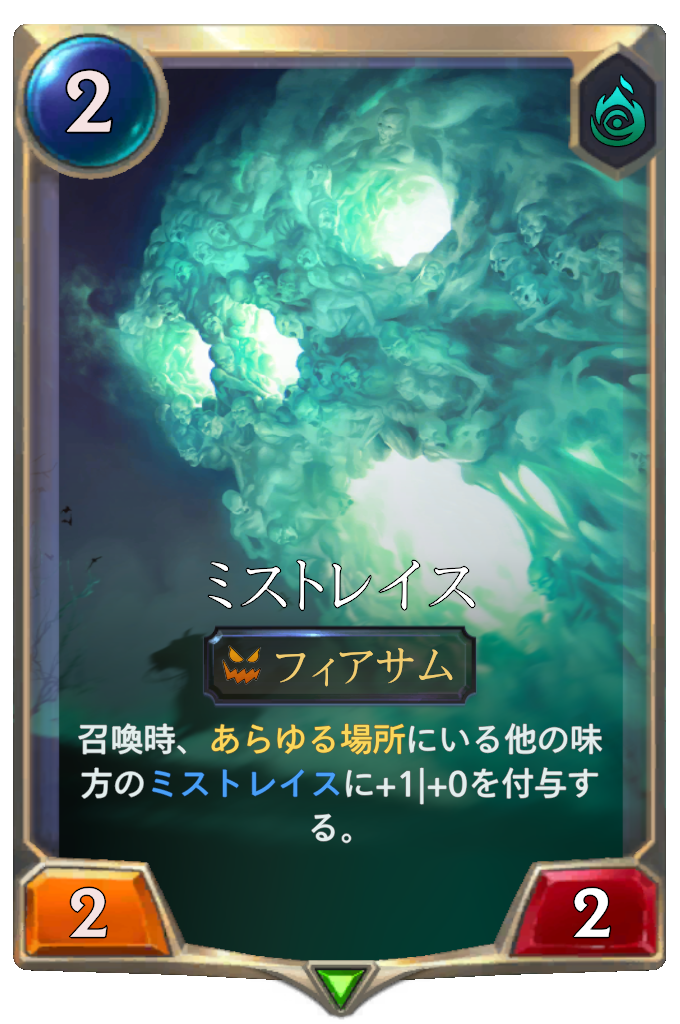 2
ミストレイス
フィアサム
召喚時、あらゆる場所にいる他の味
方のミストレイスに+1|+0を付与す
る。
2
2